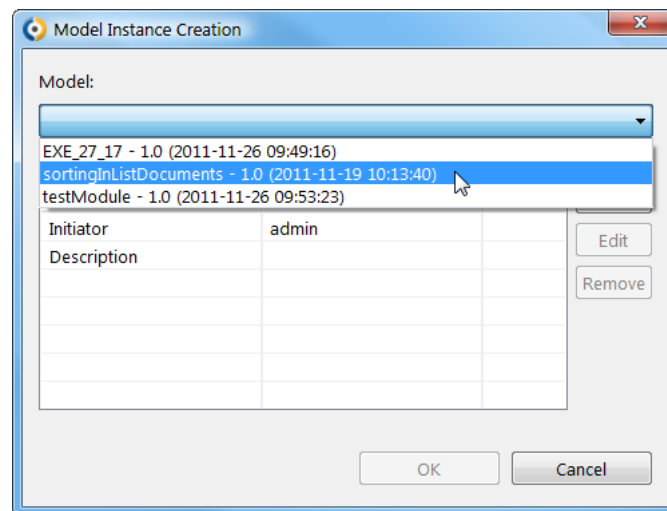 Model Instance Creation
Model:
EXE_27_17 - 1.0 (2011-11-26 09:49:16)
sortingInListDocuments - 1.0 (2011-11-19 10:13:40)
testModule - 1.0 (2011-11-26 09:53:23)
Initiator admin
Edit
Description
Remove
OK Cancel